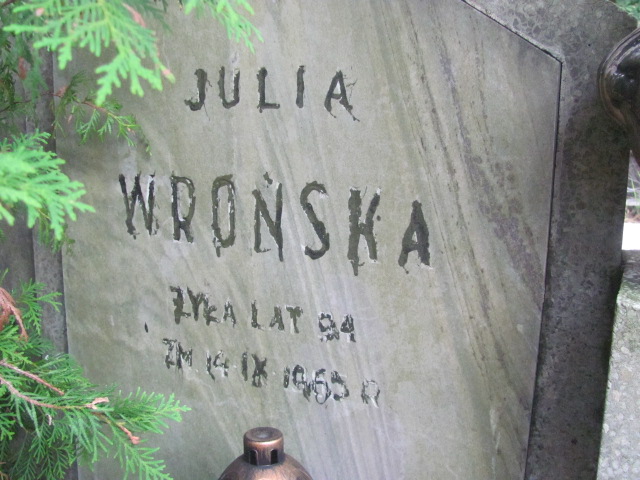 JULIA
WROŃSKA
ŻYŁA LAT 94
ZM 14 IX 1965 R